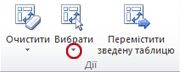 Очистити Вибрати Перемістити
зведену таблицю
Дії